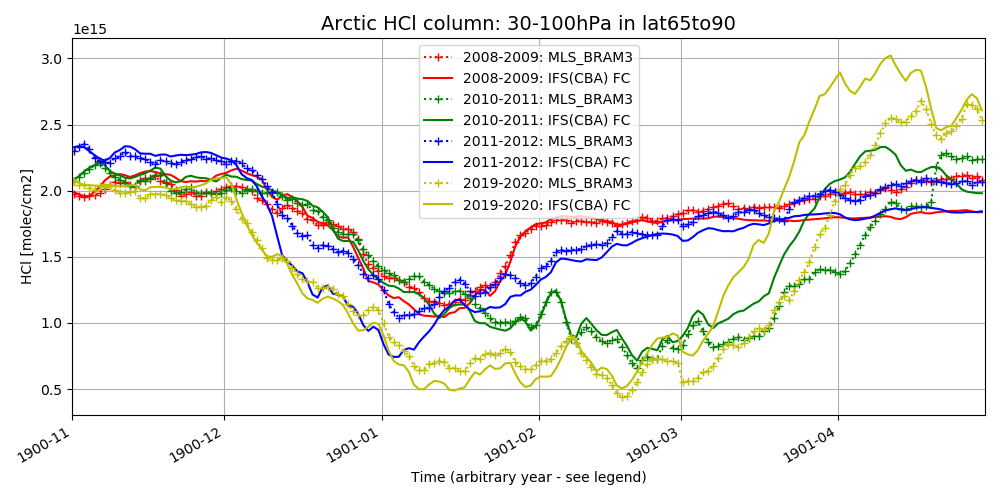 Arctic HCl column: 30-100hPa in lat65to90
1e15
HCl [molec/cm2]
3.0
2.5
2.0
1.5
1.0
0.5
2008-2009: MLS_BRAM3
2008-2009: IFS(CBA) FC
2010-2011: MLS_BRAM3
2010-2011: IFS(CBA) FC
2011-2012: MLS_BRAM3
2011-2012: IFS(CBA) FC
2019-2020: MLS_BRAM3
2019-2020: IFS(CBA) FC
1900-11
1900-12
1901-01
1901-02
1901-03
1901-04
Time (arbitrary year - see legend)